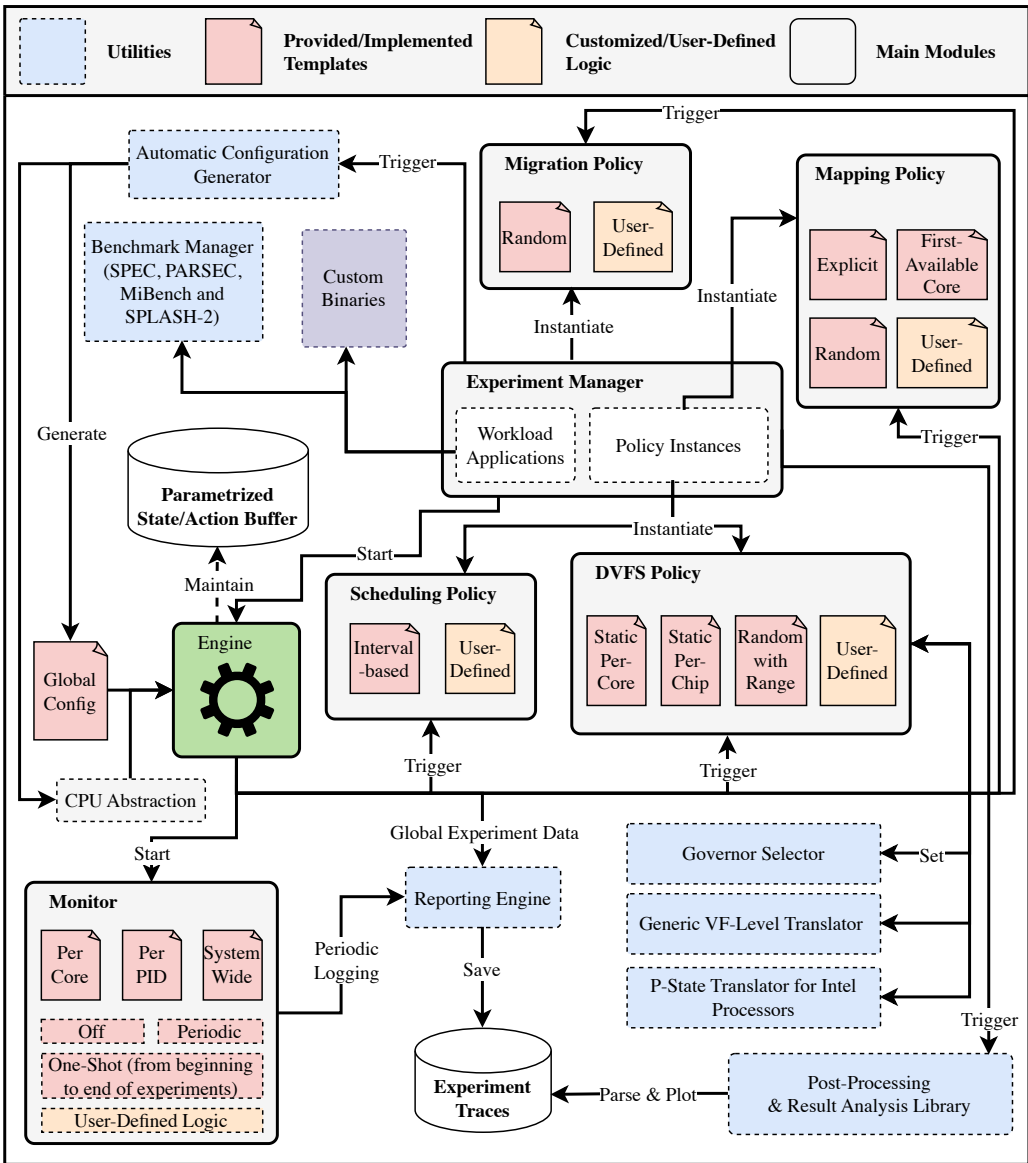 Utilities
Provided/Implemented
Templates
Customized/User-Defined
Logic
Main Modules
Trigger
Automatic Configuration
Generator
Trigger
Migration Policy
Random
User-
Defined
Mapping Policy
Explicit
First-
Available
Core
Random
User-
Defined
Benchmark Manager
(SPEC, PARSEC,
MiBench and
SPLASH-2)
Custom
Binaries
Instantiate
Instantiate
Experiment Manager
Workload
Applications
Policy Instances
Generate
Trigger
Parametrized
State/Action Buffer
Instantiate
Start
Maintain
Scheduling Policy
Interval
-based
User-
Defined
DVFS Policy
Static
Per-
Core
Static
Per-
Chip
Random
with
Range
User-
Defined
Engine
Global
Config
Trigger
Trigger
CPU Abstraction
Start
Global Experiment Data
Governor Selector
Set
Monitor
Per
Core
Per
PID
System
Wide
Off
Periodic
One-Shot (from beginning
to end of experiments)
User-Defined Logic
Periodic
Logging
Reporting Engine
Generic VF-Level Translator
Save
P-State Translator for Intel
Processors
Trigger
Experiment
Traces
Parse & Plot
Post-Processing
& Result Analysis Library